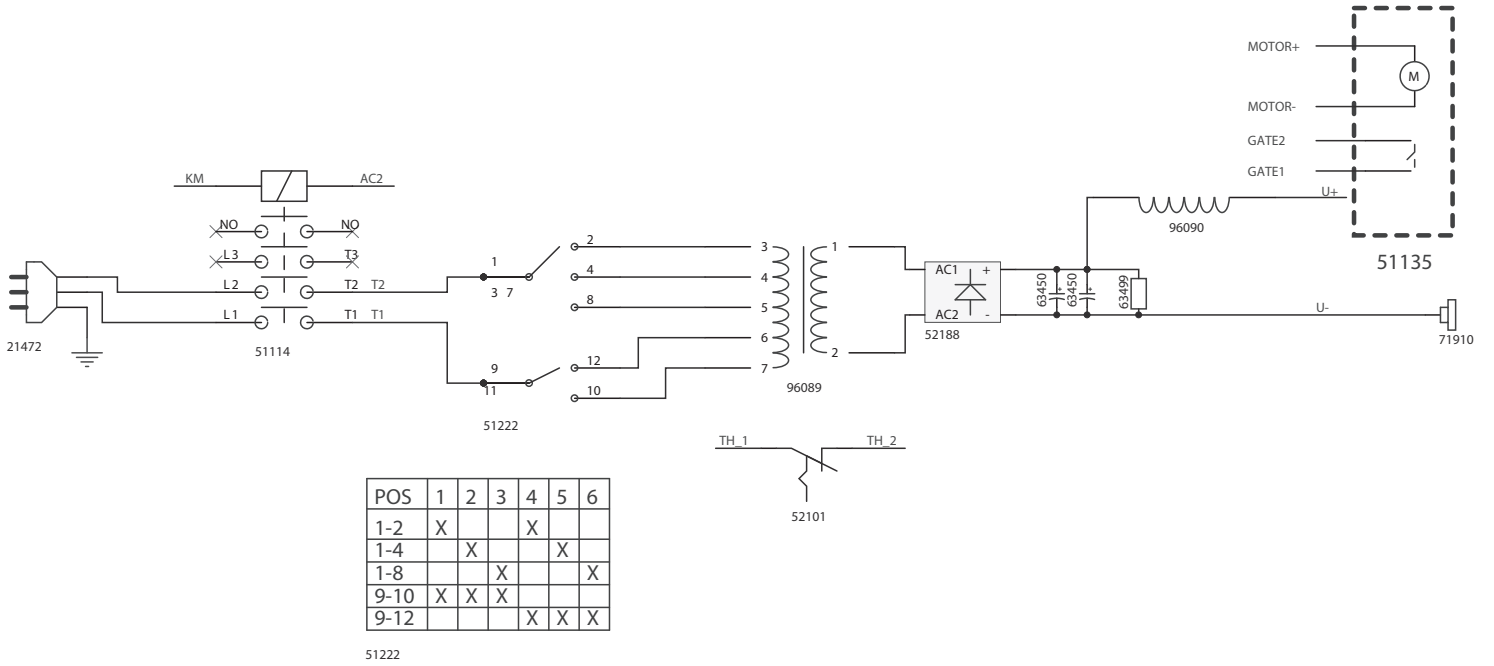 MOTOR+
M
MOTOR-
GATE2
GATE1
U+
51135
KM
AC2
NO
NO
L3
T3
L2
T2
T2
L1
T1
T1
21472
51114
1
3 7
2
4
8
9
11
12
10
51222
3
4
5
6
7
1
2
96089
AC1
+
AC2
-
52188
63450
+
63450
+
63499
96090
U-
71910
TH_1
TH_2
52101
POS 1 2 3 4 5 6
1-2 X X
1-4 X X
1-8 X X
9-10 X X X
9-12 X X X
51222